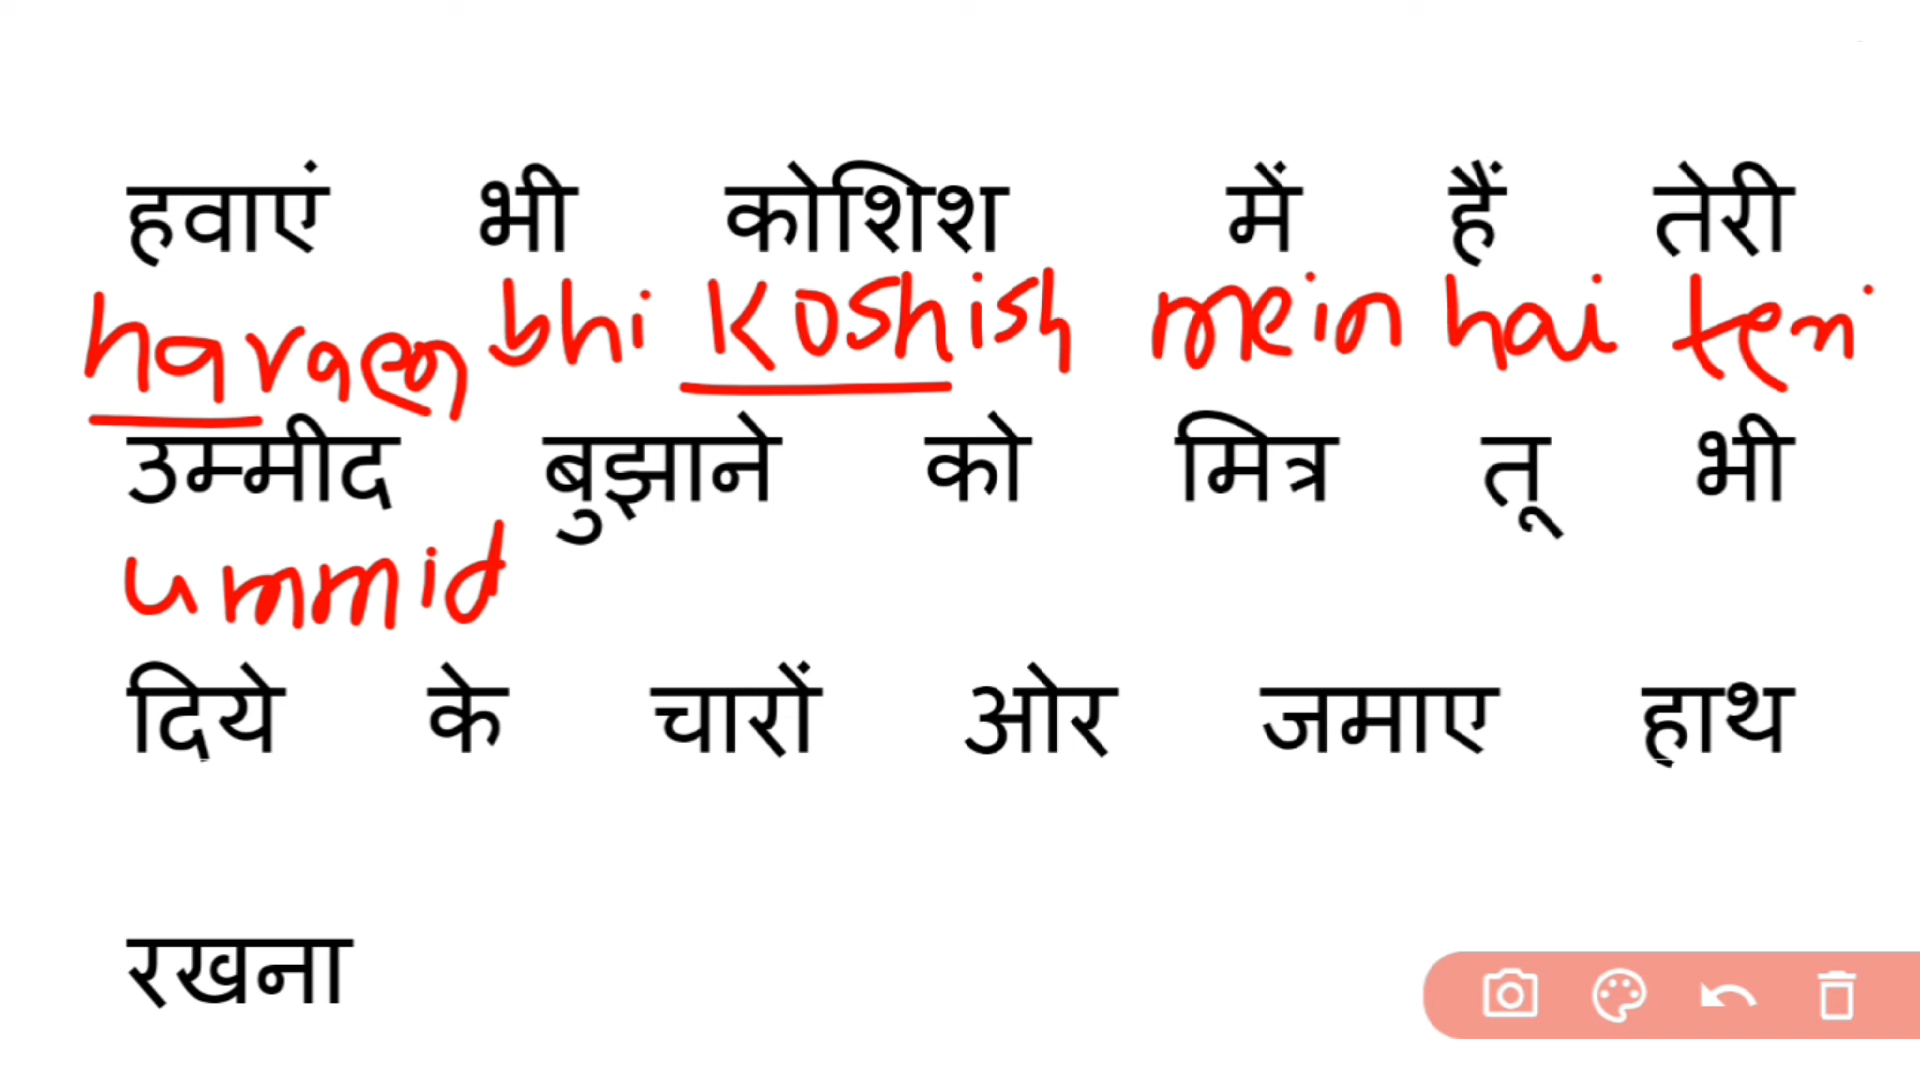 हवाएं भी कोशिश में हैं तेरी
havaen bhi Koshish mein hai teri
उम्मीद बुझाने को मित्र तू भी
ummid
दिये के चारों ओर जमाए हाथ
रखना